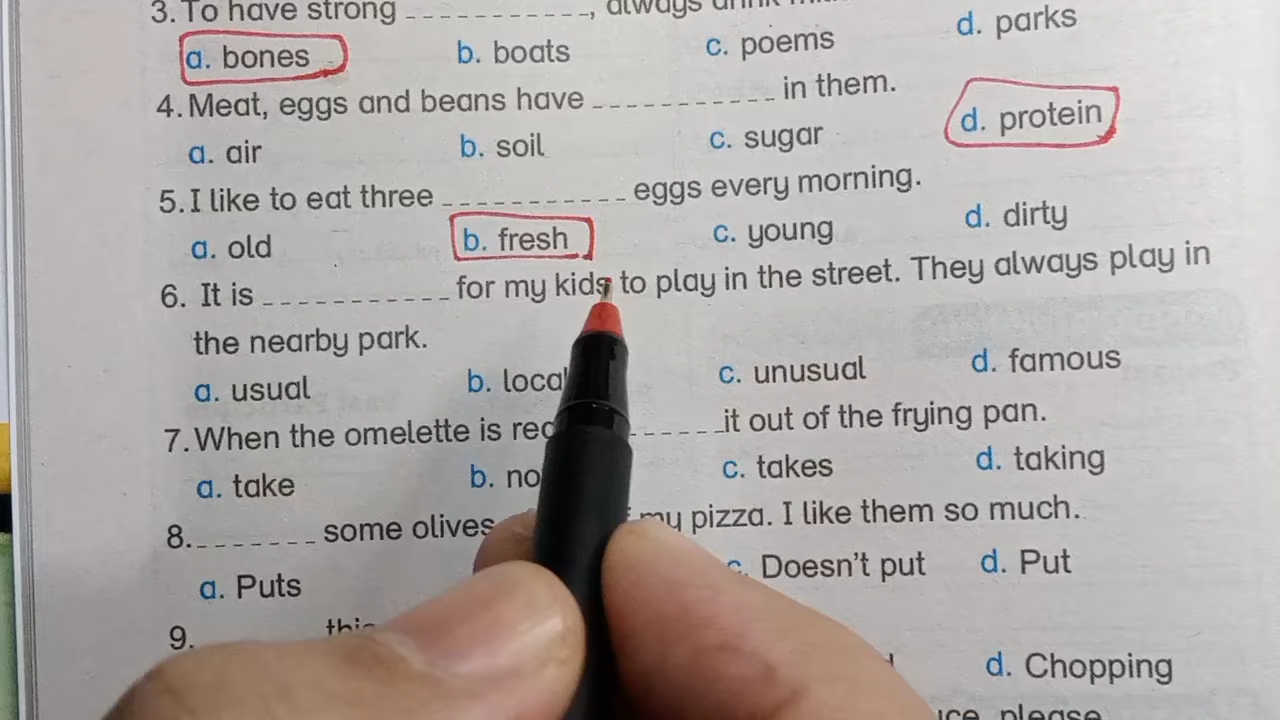 3. To have strong ___________, always drink
a. bones b. boats c. poems d. parks
4. Meat, eggs and beans have ___________ in them.
a. air b. soil c. sugar d. protein
5. I like to eat three ___________ eggs every morning.
a. old b. fresh c. young d. dirty
6. It is ___________ for my kids to play in the street. They always play in
the nearby park.
a. usual b. c. unusual d. famous
7. When the omelette is ______it out of the frying pan.
a. take b. c. takes d. taking
8. _______ some olives my pizza. I like them so much.
a. Puts c. Doesn't put d. Put
9.
d. Chopping
please